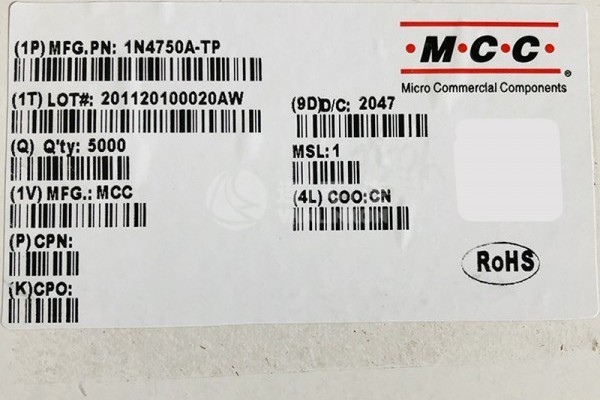 (1P) MFG.PN: 1N4750A-TP
(1T) LOT#: 201120100020AW
(Q) Q'ty: 5000
(1V) MFG.: MCC
(P) CPN:
(K)CPO:
·M·C·C·®
Micro Commercial Components
(9D)D/C: 2047
MSL:1
(4L) COO:CN
RoHS